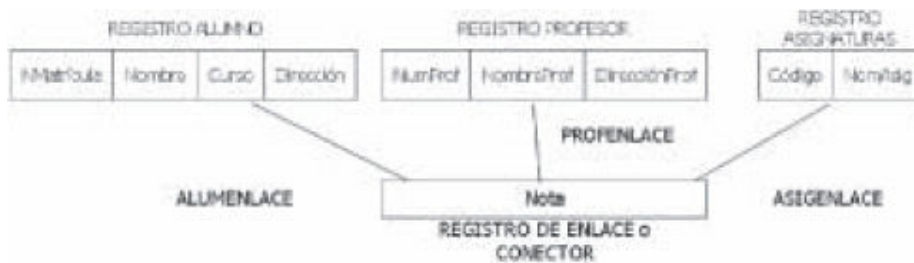 REGISTRO ALUMNO
REGISTRO PROFESOR
REGISTRO
ASIGNATURAS
NMatrícula Nombre Curso Dirección
NumProf NombreProf DirecciónProf
Código NomAsig
PROFENLACE
ALUMENLACE
Nota
ASIGENLACE
REGISTRO DE ENLACE o
CONECTOR